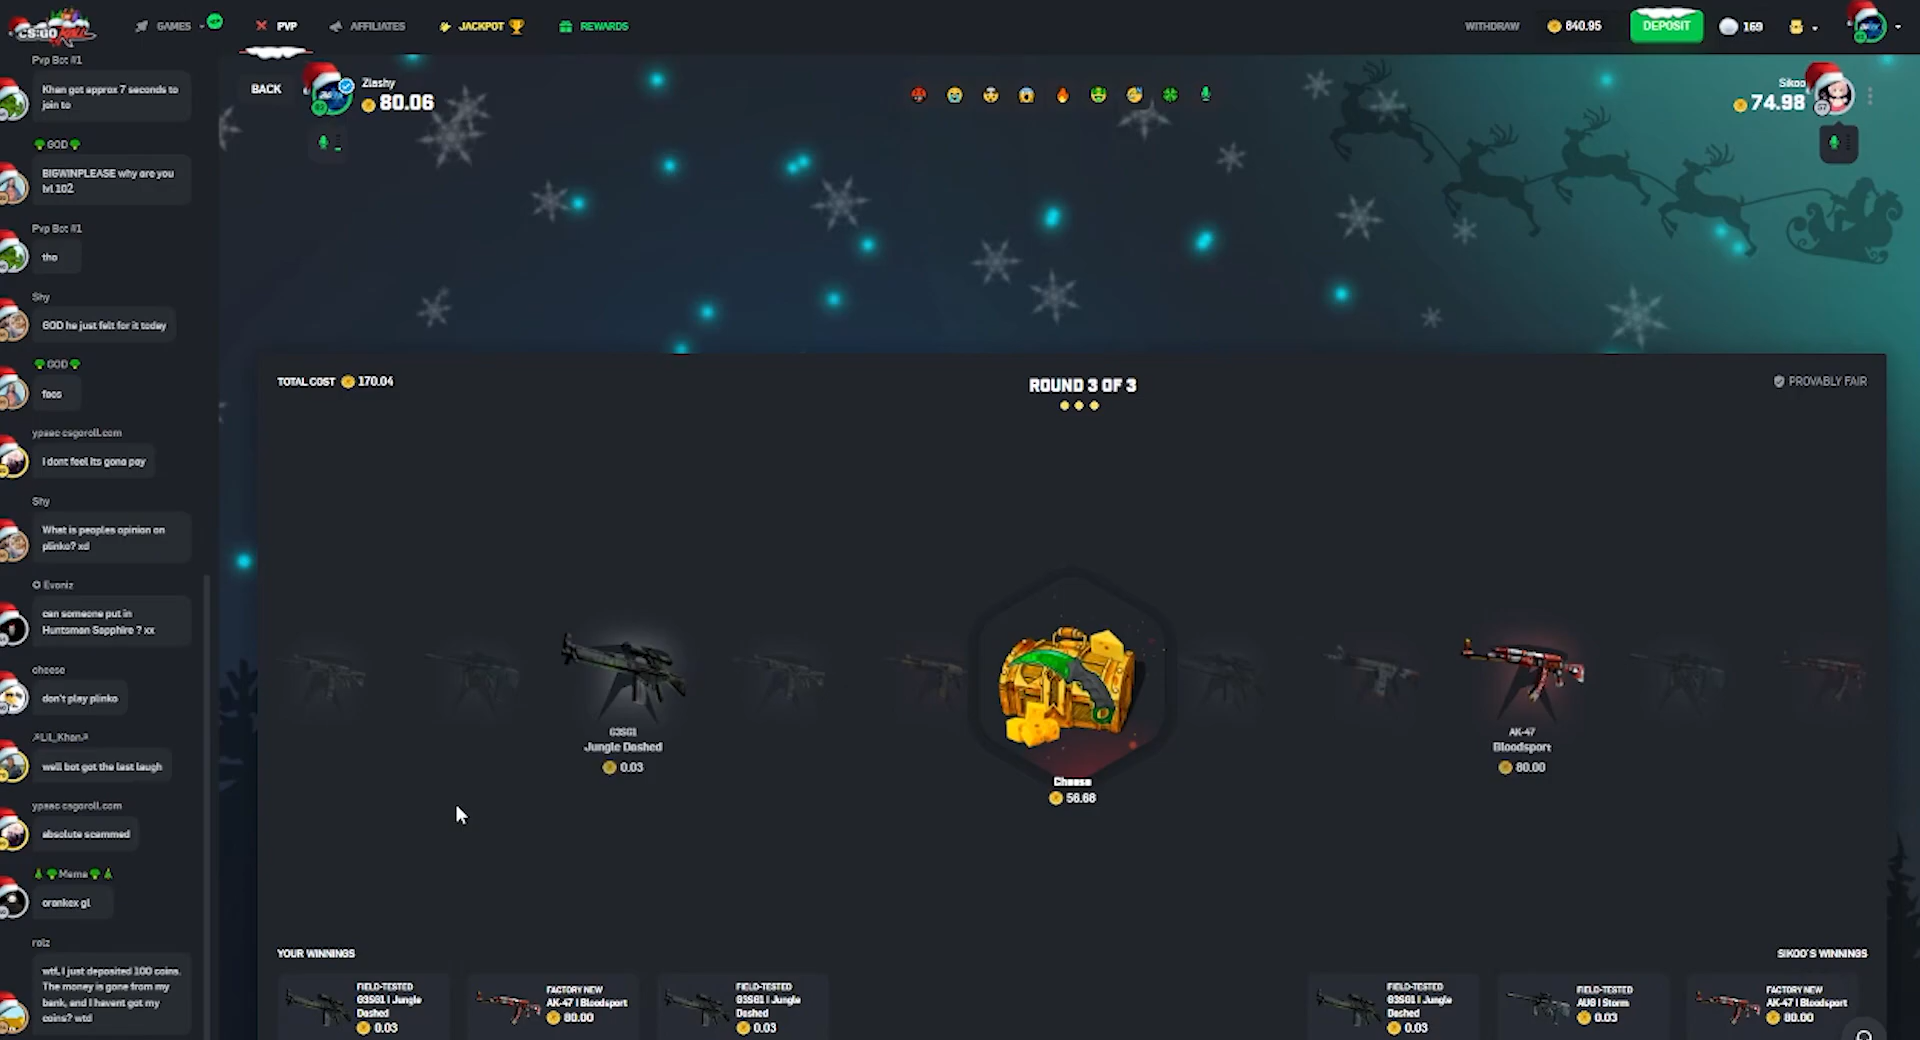 CS:GO ROLL
GAMES
PVP
AFFILIATES
JACKPOT
REWARDS
WITHDRAW
840.95
DEPOSIT
169
BACK
Zlashy
80.06
Sikoo
74.98
Pvp Bot #1
Khan got approx 7 seconds to
join to
GOD
BIGWINPLEASE why are you
lvl 102
Pvp Bot #1
tho
Shy
GOD he just felt for it today
GOD
facs
ypsec csgoroll.com
I dont feel its gona pay
Shy
What is peoples opinion on
plinko? xd
Evoniz
can someone put in
Huntsman Sapphire ? xx
cheese
don't play plinko
Lil_Khan
well bot got the last laugh
ypsec csgoroll.com
absolute scammed
Mema
orankex gl
rolz
wtf. I just deposited 100 coins.
The money is gone from my
bank, and I havent got my
coins? wtd
TOTAL COST 170.04
ROUND 3 OF 3
PROVABLY FAIR
G3SG1
Jungle Dashed
0.03
Cheese
56.68
AK-47
Bloodsport
80.00
YOUR WINNINGS
SIKOO'S WINNINGS
FIELD-TESTED
G3SG1 | Jungle
Dashed
0.03
FACTORY NEW
AK-47 | Bloodsport
80.00
FIELD-TESTED
G3SG1 | Jungle
Dashed
0.03
FIELD-TESTED
G3SG1 | Jungle
Dashed
0.03
FIELD-TESTED
AUG | Storm
0.03
FACTORY NEW
AK-47 | Bloodsport
80.00